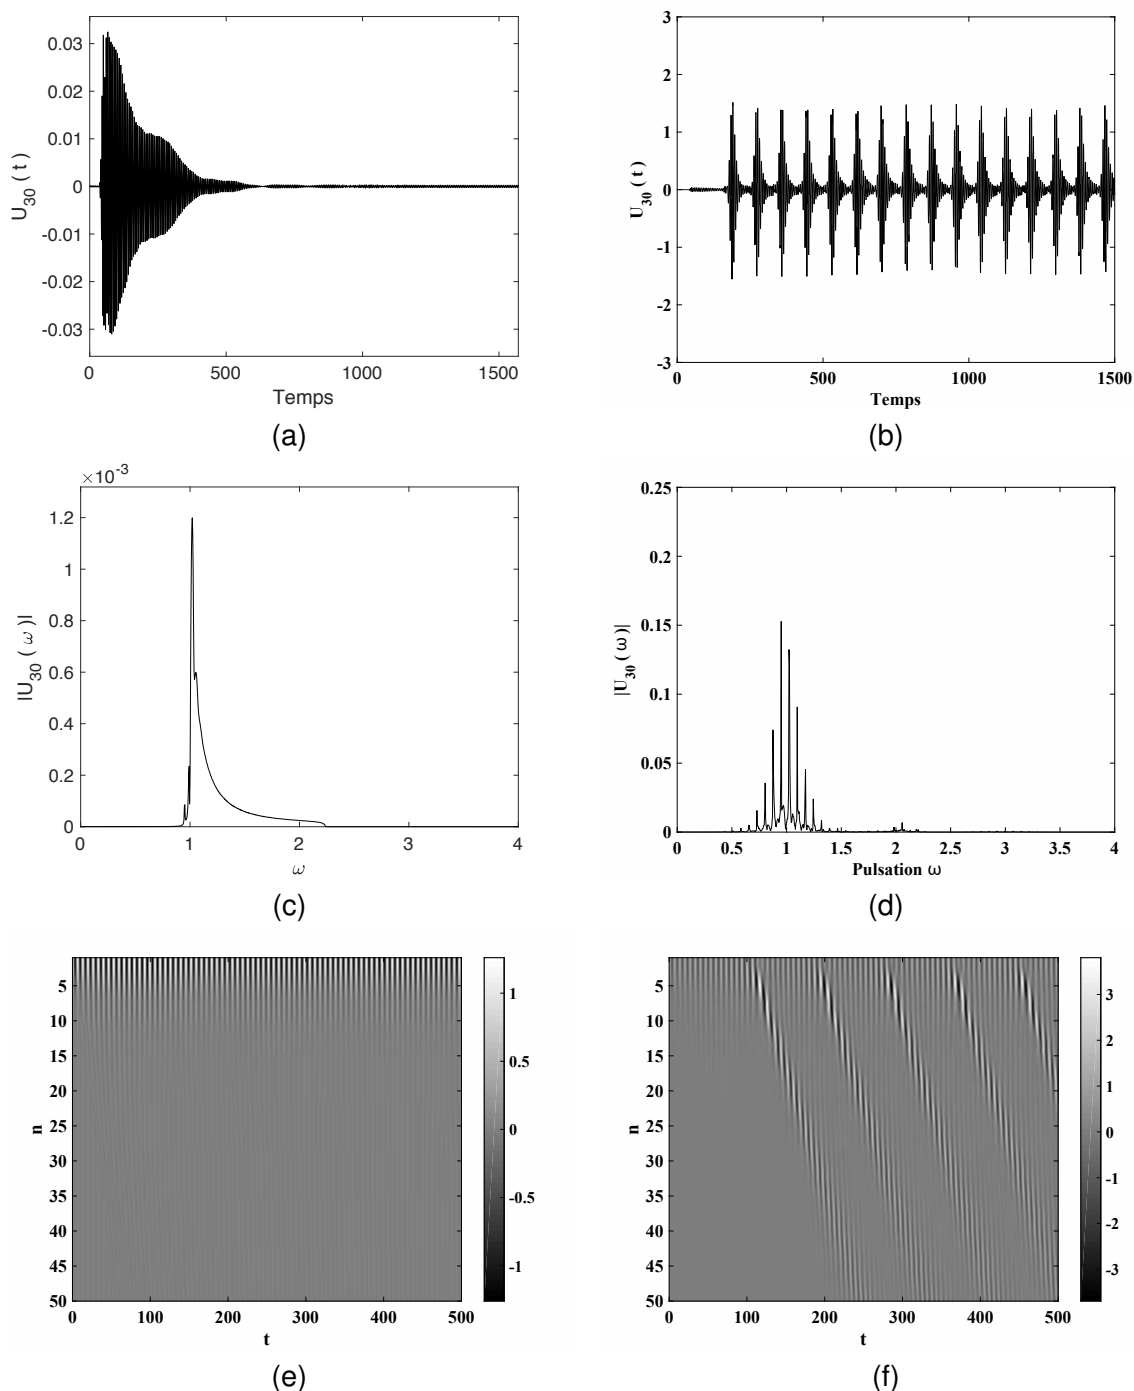 0.03
0.02
0.01
0
-0.01
-0.02
-0.03
U30 ( t )
0 500 1000 1500
Temps
(a)
3
2
1
0
-1
-2
-3
U30 ( t )
0 500 1000 1500
Temps
(b)
×10-3
1.2
1
0.8
0.6
0.4
0.2
0
|U30 ( ω )|
0 1 2 3 4
ω
(c)
0.25
0.2
0.15
0.1
0.05
0
|U30 ( ω )|
0 0.5 1 1.5 2 2.5 3 3.5 4
Pulsation ω
(d)
5
10
15
20
25
30
35
40
45
50
n
0 100 200 300 400 500
t
1
0.5
0
-0.5
-1
(e)
5
10
15
20
25
30
35
40
45
50
n
0 100 200 300 400 500
t
3
2
1
0
-1
-2
-3
(f)